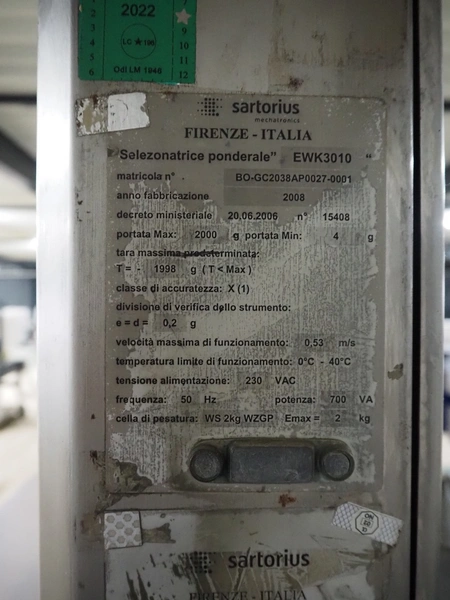 2022
1
2
3
4
5
6
9
10
11
12
LC ★ 196
Odl LM 1946
sartorius
mechatronics
FIRENZE - ITALIA
Selezonatrice ponderale" EWK3010 "
matricola n° BO-GC2038AP0027-0001
anno fabbricazione 2008
decreto ministeriale 20.06.2006 n° 15408
portata Max: 2000 g portata Min: 4 g
tara massima predeterminata:
T = - 1998 g ( T < Max )
classe di accuratezza: X (1)
divisione di verifica dello strumento:
e = d = 0,2 g
velocità massima di funzionamento: 0,53 m/s
temperatura limite di funzionamento: 0°C - 40°C
tensione alimentazione: 230 VAC
frequenza: 50 Hz potenza: 700 VA
cella di pesatura: WS 2kg WZGP Emax = 2 kg
sartorius
FIRENZE - ITALIA